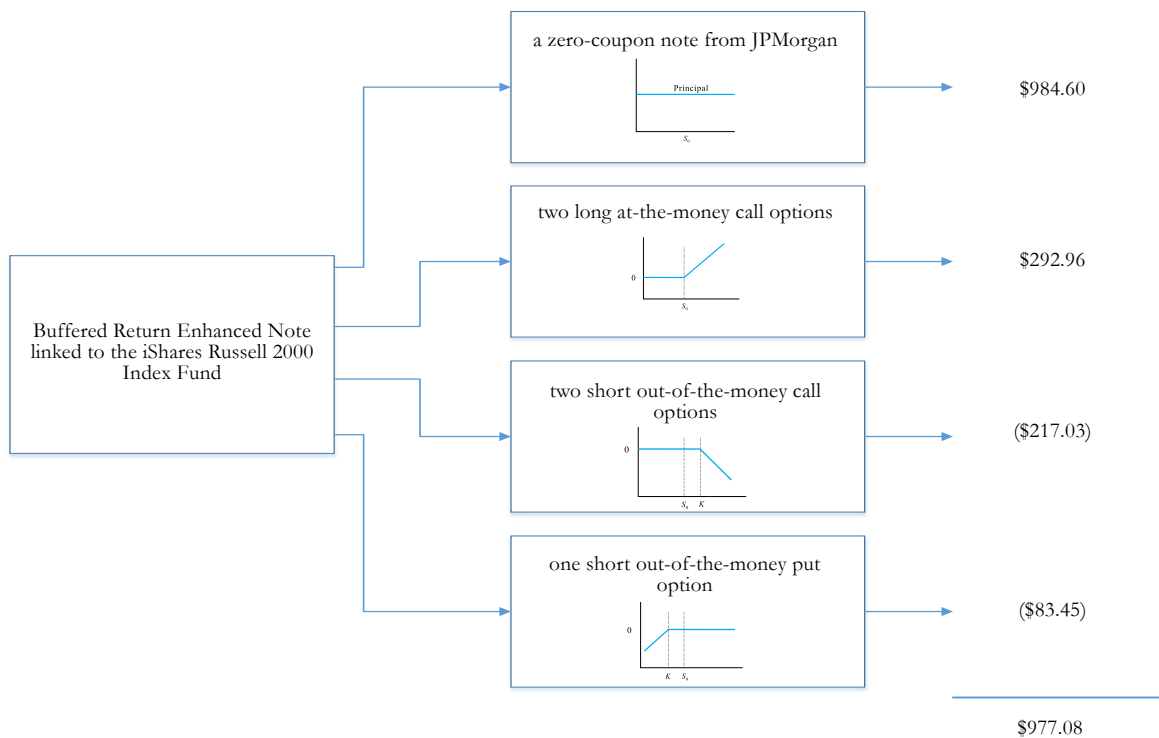 a zero-coupon note from JPMorgan
Principal
S₀
$984.60
two long at-the-money call options
0
S₀
$292.96
Buffered Return Enhanced Note
linked to the iShares Russell 2000
Index Fund
two short out-of-the-money call
options
0
S₀ K
($217.03)
one short out-of-the-money put
option
0
K S₀
($83.45)
$977.08